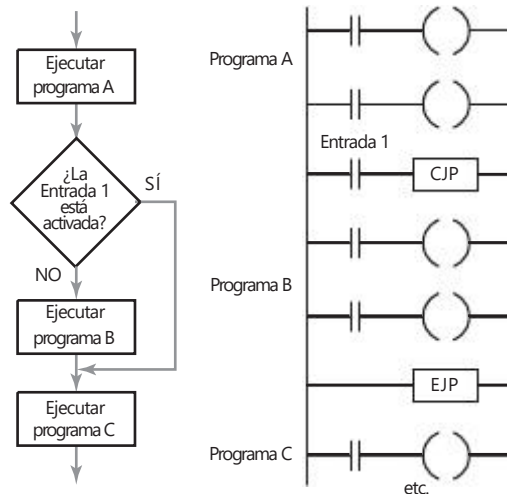 Ejecutar
programa A
¿La
Entrada 1
está
activada?
SÍ
NO
Ejecutar
programa B
Ejecutar
programa C
Programa A
Entrada 1
CJP
Programa B
EJP
Programa C
etc.